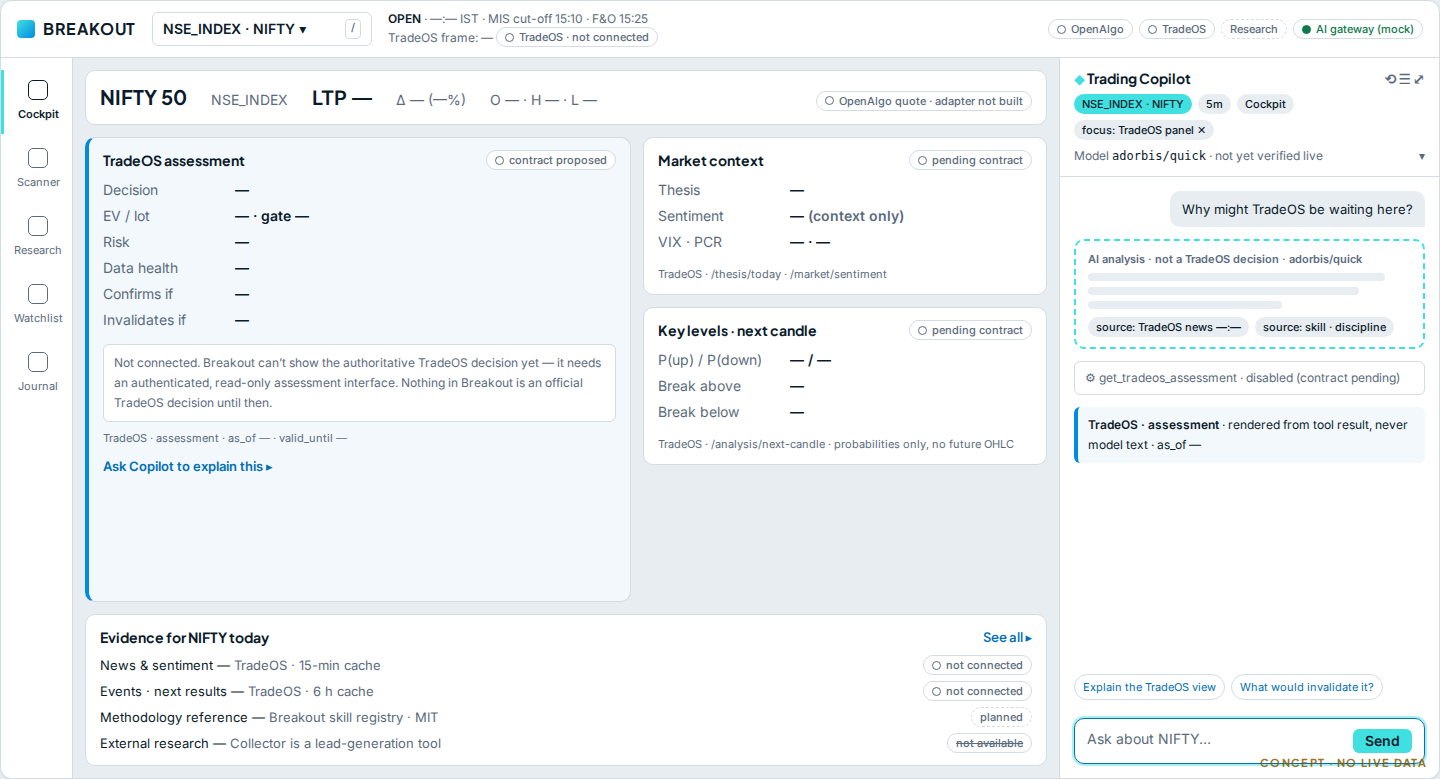 BREAKOUT
NSE_INDEX · NIFTY ▾ /
OPEN · —:— IST · MIS cut-off 15:10 · F&O 15:25
TradeOS frame: — TradeOS · not connected
OpenAlgo TradeOS Research AI gateway (mock)
Cockpit
Scanner
Research
Watchlist
Journal
NIFTY 50 NSE_INDEX LTP — Δ — (—%) O — · H — · L —
OpenAlgo quote · adapter not built
TradeOS assessment contract proposed
Decision —
EV / lot — · gate —
Risk —
Data health —
Confirms if —
Invalidates if —
Not connected. Breakout can’t show the authoritative TradeOS decision yet — it needs
an authenticated, read-only assessment interface. Nothing in Breakout is an official
TradeOS decision until then.
TradeOS · assessment · as_of — · valid_until —
Ask Copilot to explain this ▸
Market context pending contract
Thesis —
Sentiment — (context only)
VIX · PCR — · —
TradeOS · /thesis/today · /market/sentiment
Key levels · next candle pending contract
P(up) / P(down) — / —
Break above —
Break below —
TradeOS · /analysis/next-candle · probabilities only, no future OHLC
Evidence for NIFTY today See all ▸
News & sentiment — TradeOS · 15-min cache not connected
Events · next results — TradeOS · 6 h cache not connected
Methodology reference — Breakout skill registry · MIT planned
External research — Collector is a lead-generation tool not available
Trading Copilot
NSE_INDEX · NIFTY 5m Cockpit
focus: TradeOS panel ✕
Model adorbis/quick · not yet verified live ▾
Why might TradeOS be waiting here?
AI analysis · not a TradeOS decision · adorbis/quick
source: TradeOS news —:— source: skill · discipline
⚙ get_tradeos_assessment · disabled (contract pending)
TradeOS · assessment · rendered from tool result, never
model text · as_of —
Explain the TradeOS view What would invalidate it?
Ask about NIFTY… Send
CONCEPT · NO LIVE DATA